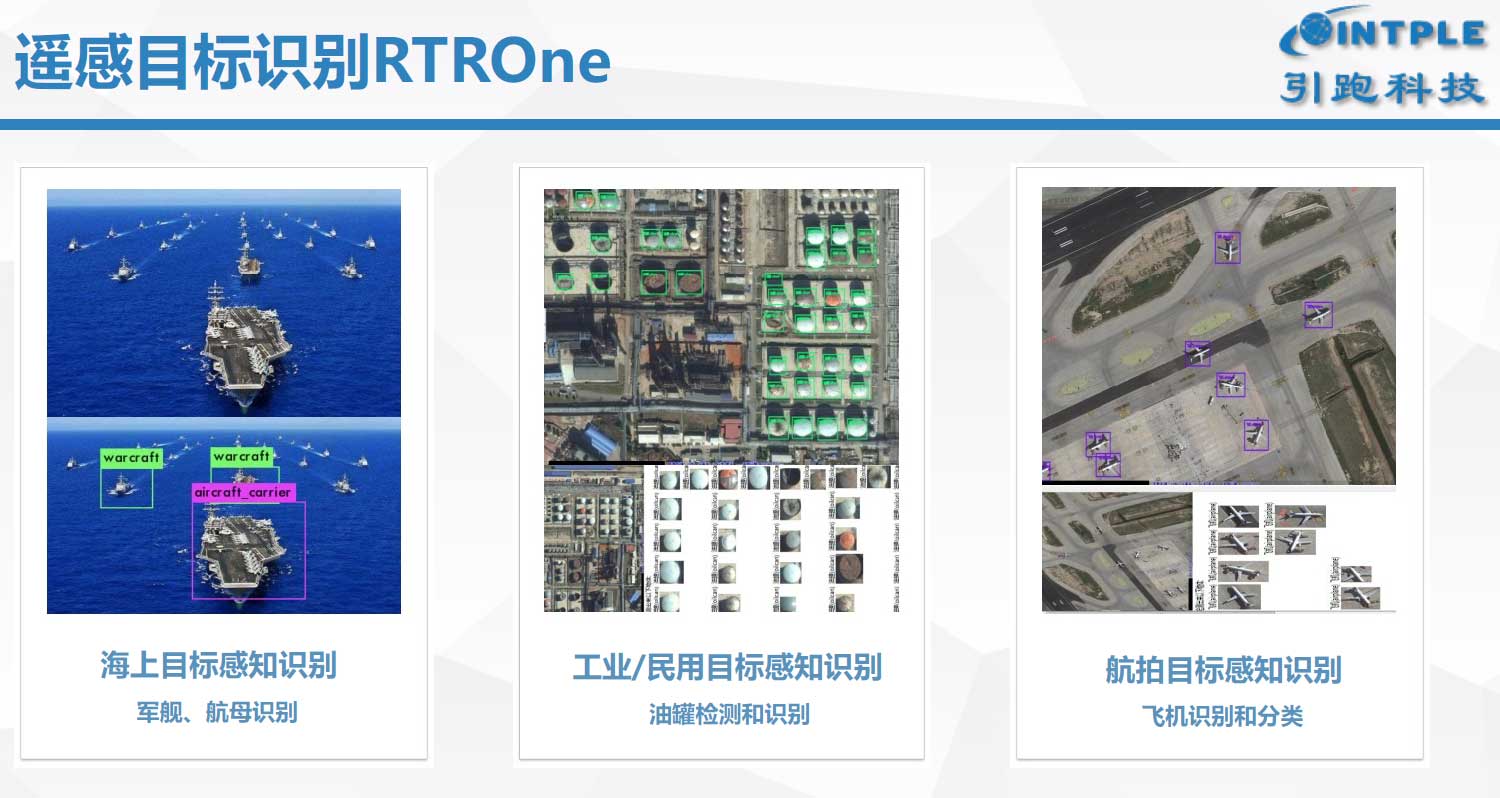 遥感目标识别RTROne
INTPLE
引跑科技
warcraft
warcraft
aircraft_carrier
海上目标感知识别
军舰、航母识别
工业/民用目标感知识别
油罐检测和识别
航拍目标感知识别
飞机识别和分类